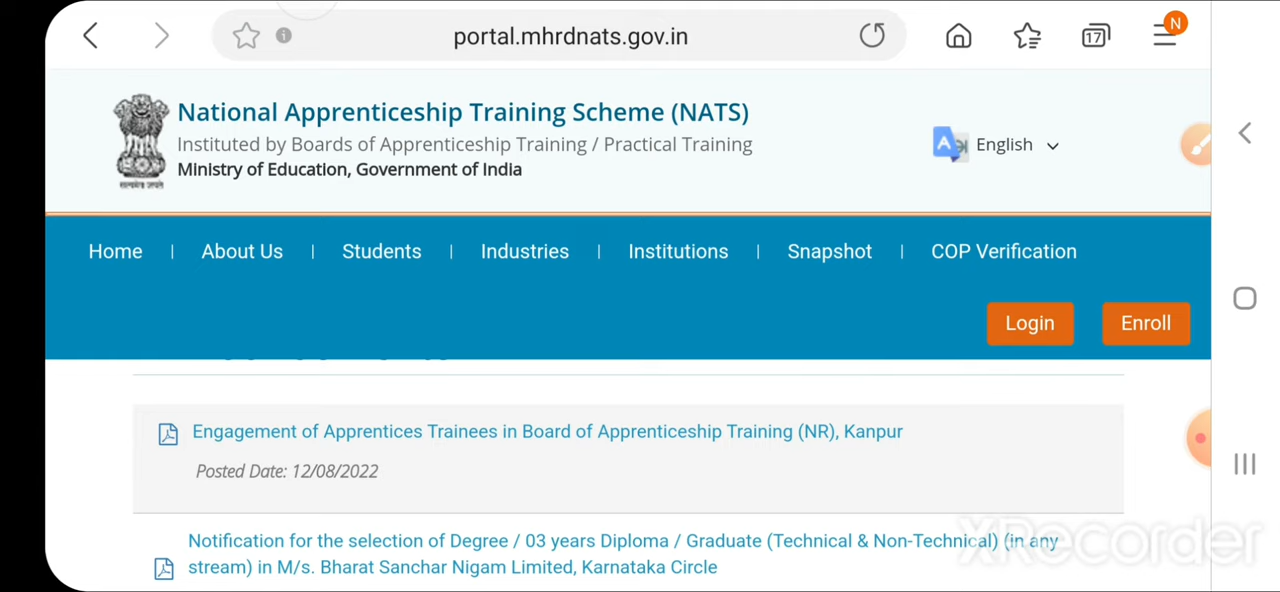 portal.mhrdnats.gov.in
17
N
National Apprenticeship Training Scheme (NATS)
Instituted by Boards of Apprenticeship Training / Practical Training
Ministry of Education, Government of India
सत्यमेव जयते
A
English
Home | About Us | Students | Industries | Institutions | Snapshot | COP Verification
Login Enroll
Engagement of Apprentices Trainees in Board of Apprenticeship Training (NR), Kanpur
Posted Date: 12/08/2022
Notification for the selection of Degree / 03 years Diploma / Graduate (Technical & Non-Technical) (in any
stream) in M/s. Bharat Sanchar Nigam Limited, Karnataka Circle
XRecorder